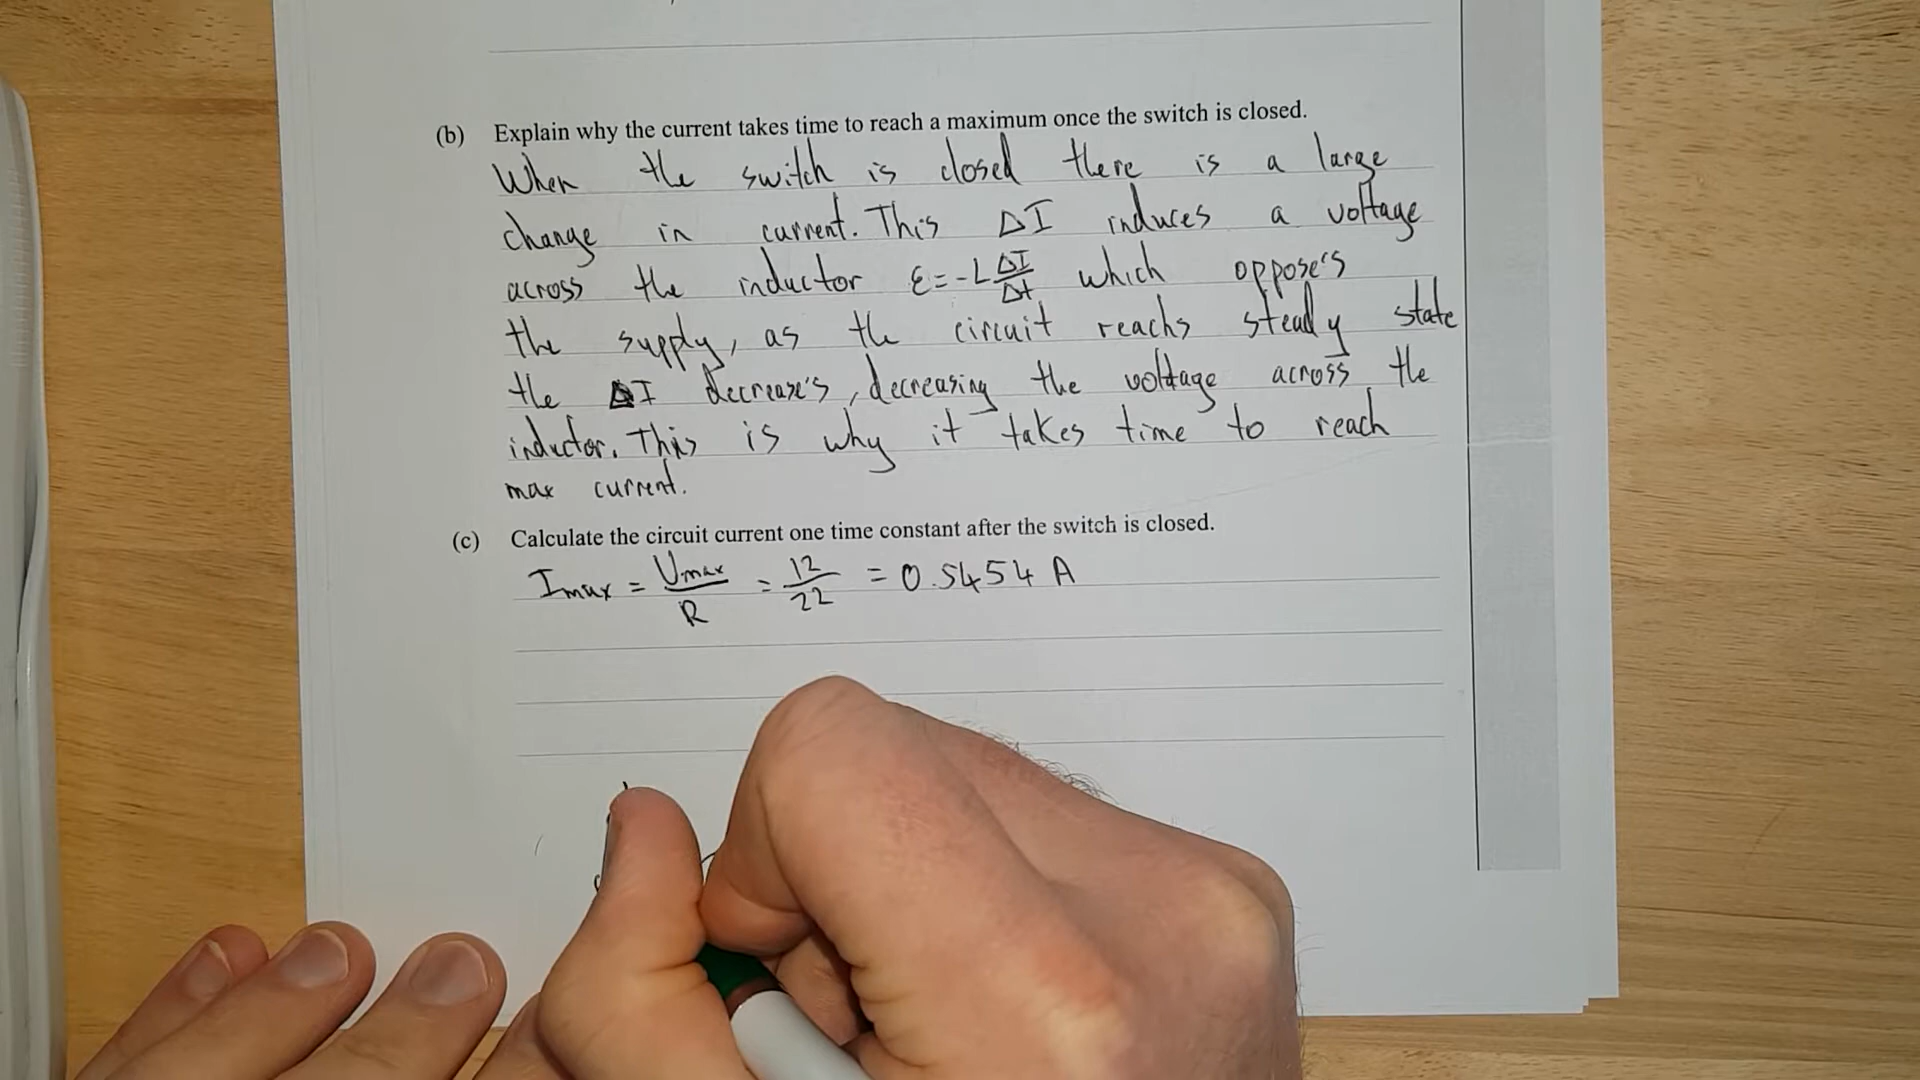 (b) Explain why the current takes time to reach a maximum once the switch is closed.
When the switch is closed there is a large
change in current. This ΔI induces a voltage
across the inductor ε = -L ΔI/Δt which oppose's
the supply, as the circuit reachs steady state
the ΔI decrease's, decreasing the voltage across the
inductor. This is why it takes time to reach
max current.
(c) Calculate the circuit current one time constant after the switch is closed.
Imax = Vmax/R = 12/22 = 0.5454 A